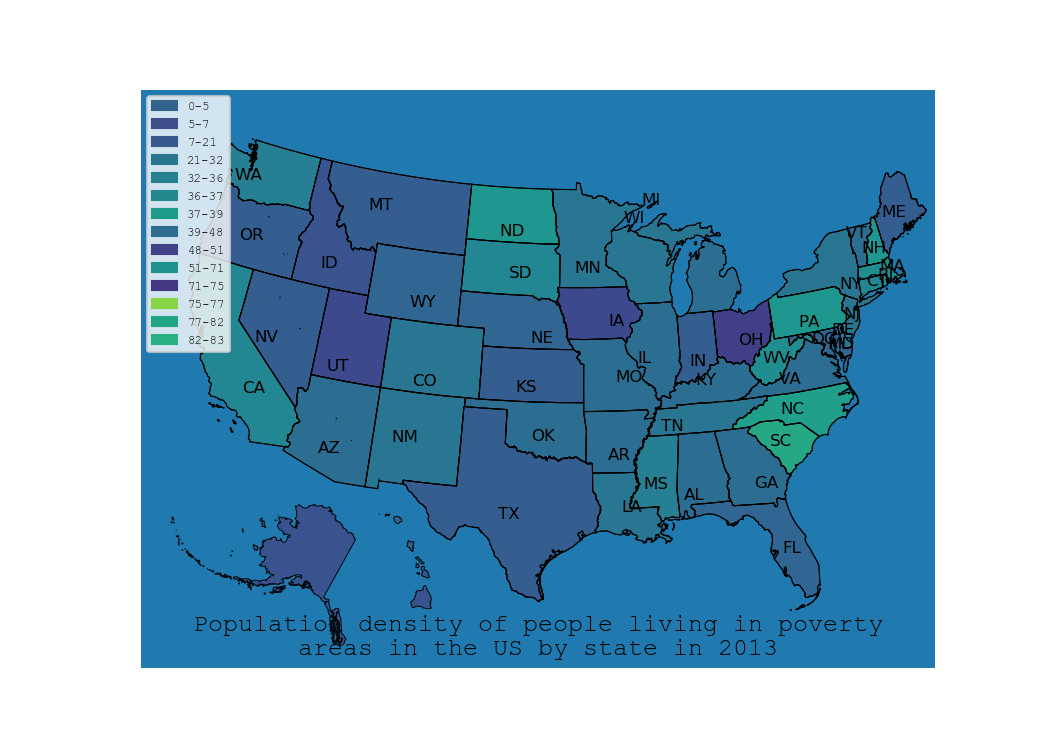 0-5
5-7
7-21
21-32
32-36
36-37
37-39
39-48
48-51
51-71
71-75
75-77
77-82
82-83
WA
OR
ID
MT
ND
SD
WY
NE
NV
UT
CO
KS
CA
AZ
NM
OK
TX
MN
IA
MO
AR
LA
WI
MI
IL
IN
OH
KY
TN
MS
AL
GA
FL
SC
NC
VA
WV
PA
NY
VT
NH
ME
MA
CT
DE
DC
MD
Population density of people living in poverty
areas in the US by state in 2013